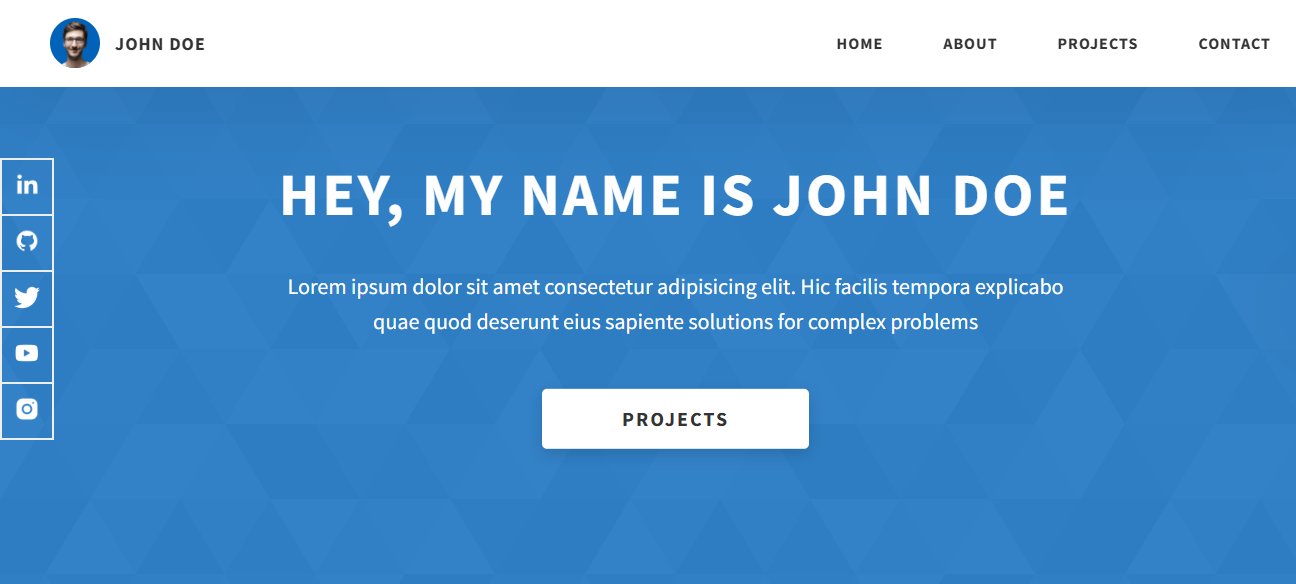 JOHN DOE
HOME ABOUT PROJECTS CONTACT
in
HEY, MY NAME IS JOHN DOE
Lorem ipsum dolor sit amet consectetur adipisicing elit. Hic facilis tempora explicabo
quae quod deserunt eius sapiente solutions for complex problems
PROJECTS